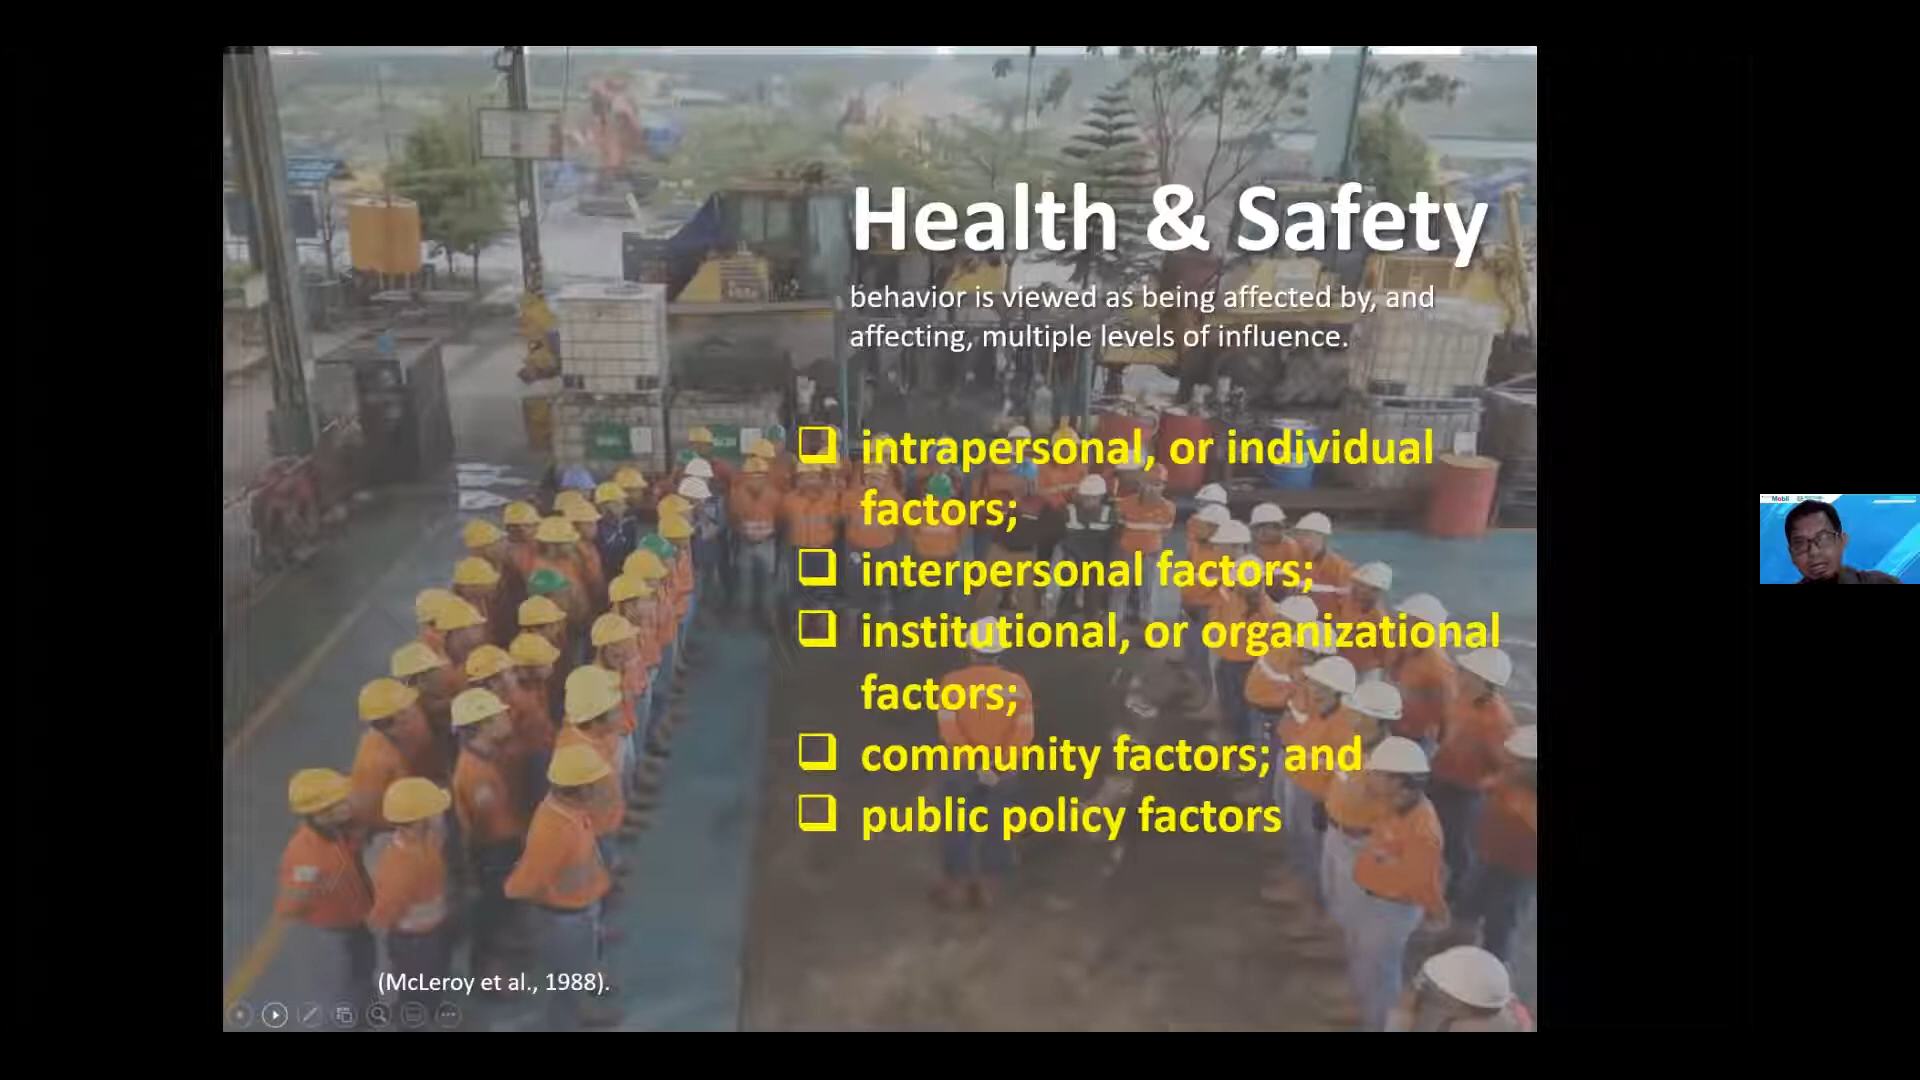 Health & Safety
behavior is viewed as being affected by, and
affecting, multiple levels of influence.
❑ intrapersonal, or individual
factors;
❑ interpersonal factors;
❑ institutional, or organizational
factors;
❑ community factors; and
❑ public policy factors
(McLeroy et al., 1988).
Mobil